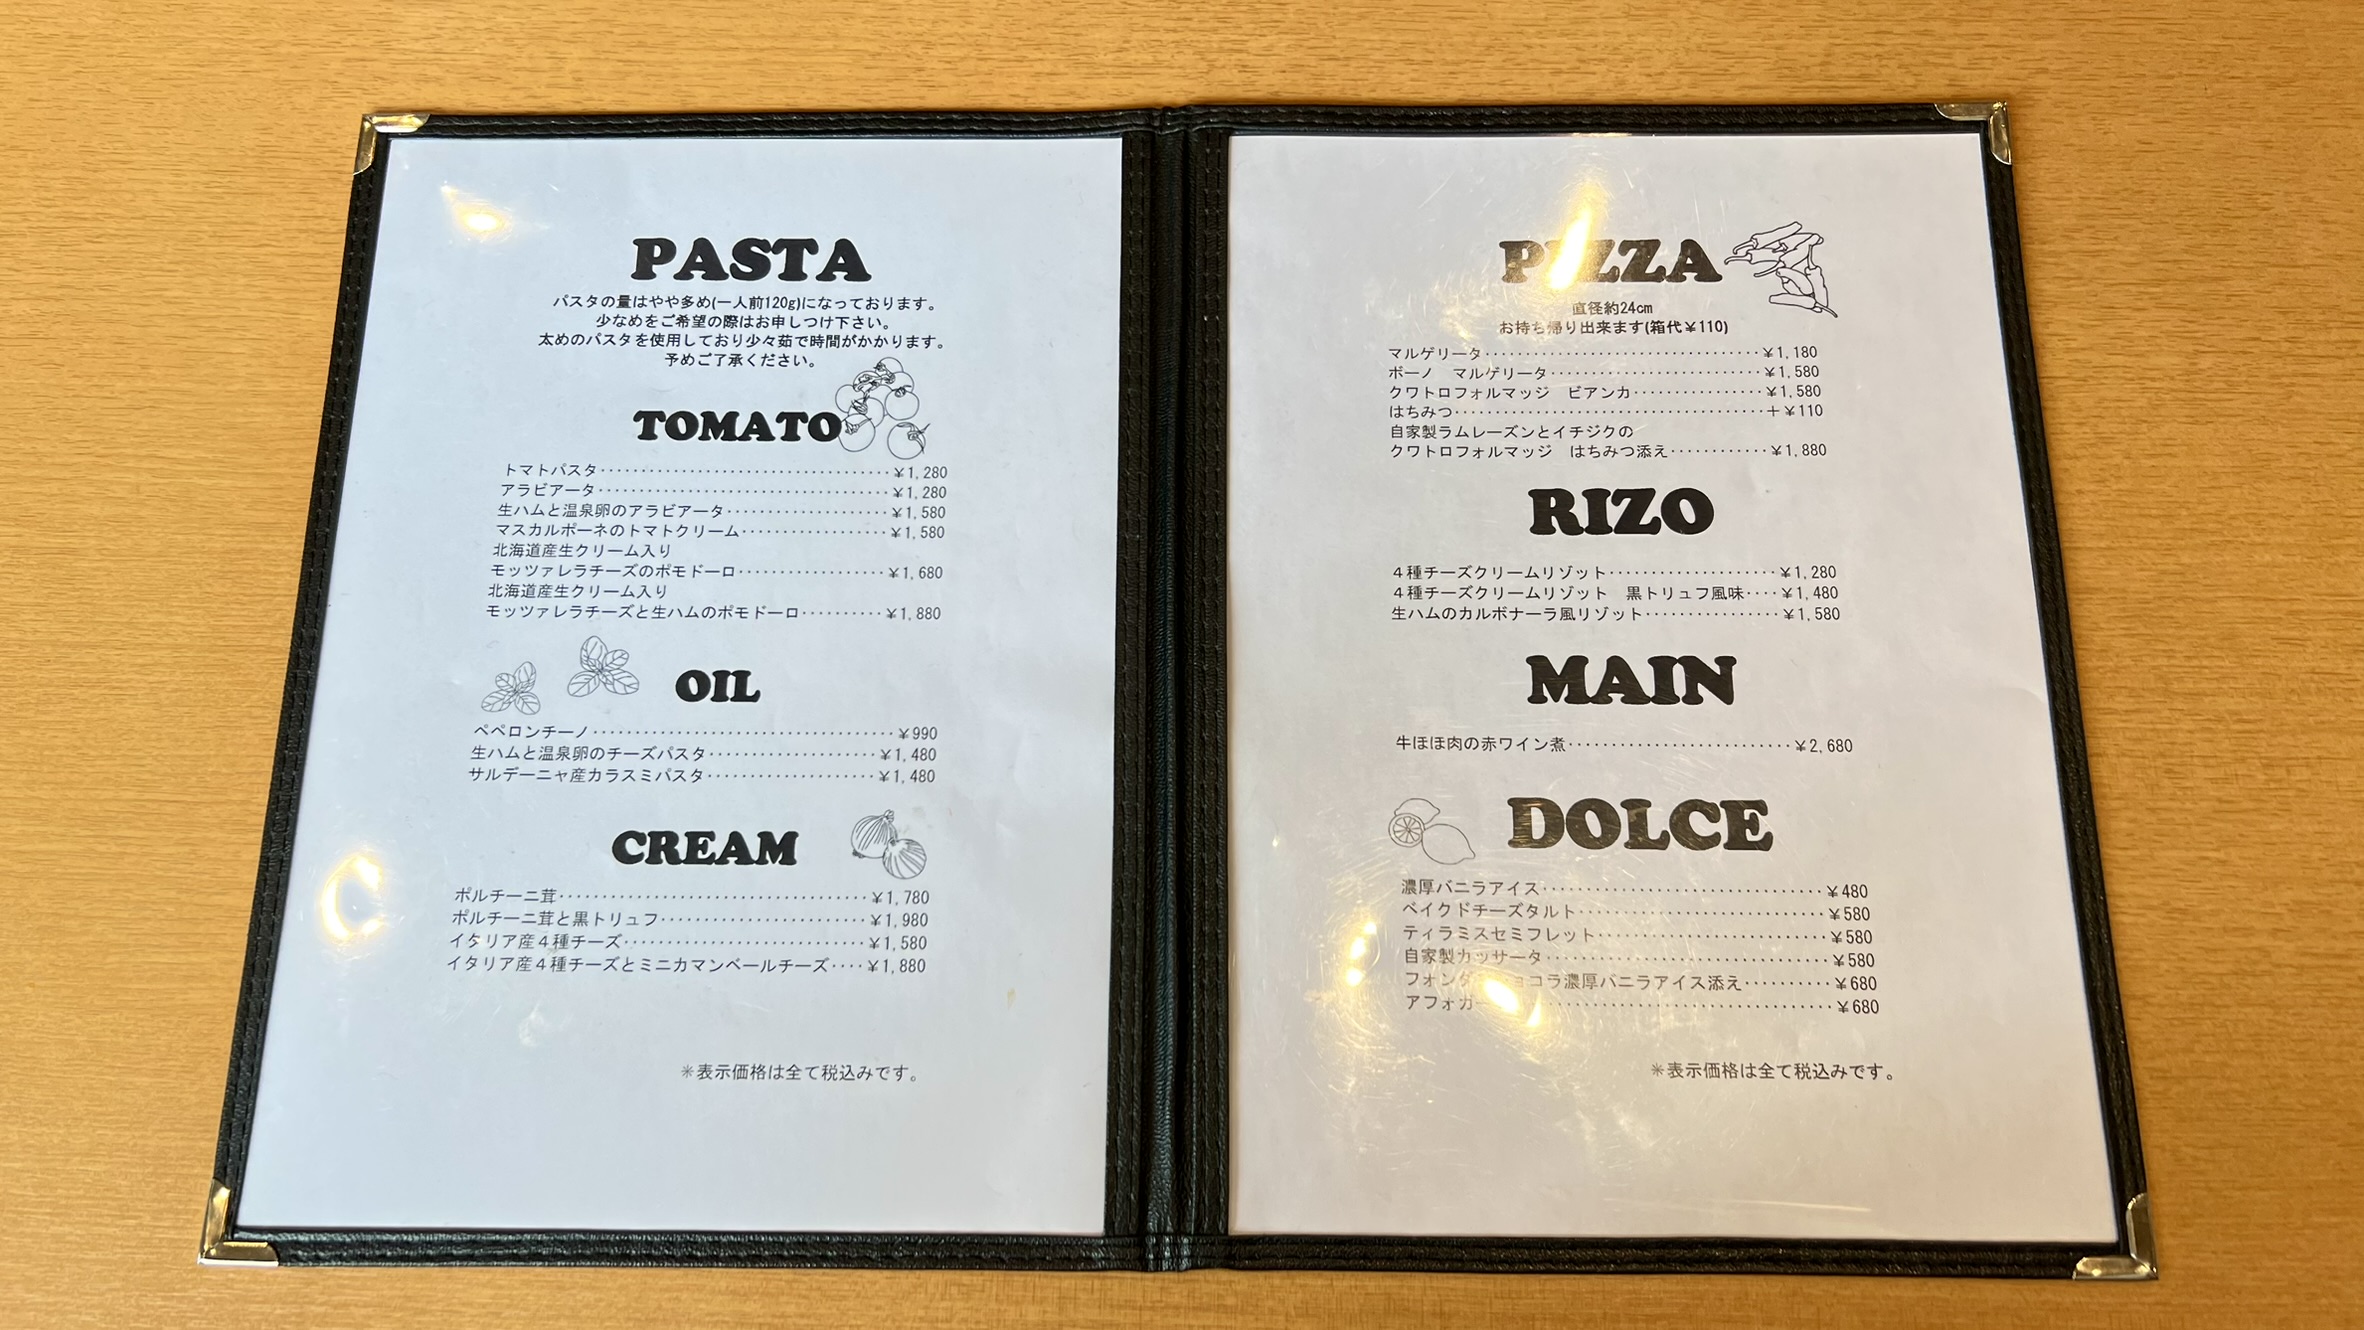 PASTA
パスタの量はやや多め(一人前120g)になっております。
少なめをご希望の際はお申しつけ下さい。
太めのパスタを使用しており少々茹で時間がかかります。
予めご了承ください。
TOMATO
トマトパスタ ¥1,280
アラビアータ ¥1,280
生ハムと温泉卵のアラビアータ ¥1,580
マスカルポーネのトマトクリーム ¥1,580
北海道産生クリーム入り
モッツァレラチーズのポモドーロ ¥1,680
北海道産生クリーム入り
モッツァレラチーズと生ハムのポモドーロ ¥1,880
OIL
ペペロンチーノ ¥990
生ハムと温泉卵のチーズパスタ ¥1,480
サルデーニャ産カラスミパスタ ¥1,480
CREAM
ポルチーニ茸 ¥1,780
ポルチーニ茸と黒トリュフ ¥1,980
イタリア産4種チーズ ¥1,580
イタリア産4種チーズとミニカマンベールチーズ ¥1,880
※表示価格は全て税込みです。
PIZZA
直径約24cm
お持ち帰り出来ます(箱代¥110)
マルゲリータ ¥1,180
ボーノ マルゲリータ ¥1,580
クワトロフォルマッジ ビアンカ ¥1,580
はちみつ +¥110
自家製ラムレーズンとイチジクの
クワトロフォルマッジ はちみつ添え ¥1,880
RIZO
4種チーズクリームリゾット ¥1,280
4種チーズクリームリゾット 黒トリュフ風味 ¥1,480
生ハムのカルボナーラ風リゾット ¥1,580
MAIN
牛ほほ肉の赤ワイン煮 ¥2,680
DOLCE
濃厚バニラアイス ¥480
ベイクドチーズタルト ¥580
ティラミスセミフレット ¥580
自家製カッサータ ¥580
濃厚バニラアイス添え ¥680
¥680
※表示価格は全て税込みです。